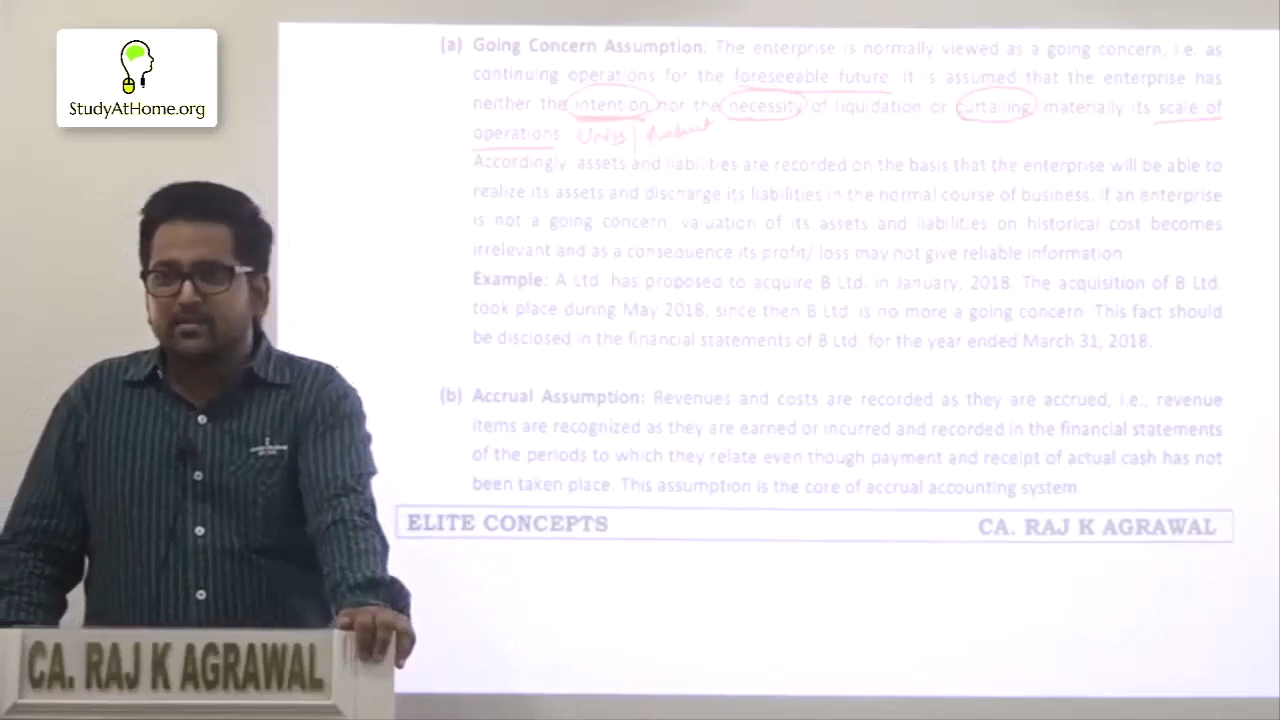 StudyAtHome.org
(a) Going Concern Assumption: The enterprise is normally viewed as a going concern, i.e. as
continuing operations for the foreseeable future. It is assumed that the enterprise has
neither the intention nor the necessity of liquidation or curtailing materially its scale of
operations. Units | Product
Accordingly, assets and liabilities are recorded on the basis that the enterprise will be able to
realize its assets and discharge its liabilities in the normal course of business. If an enterprise
is not a going concern, valuation of its assets and liabilities on historical cost becomes
irrelevant and as a consequence its profit/ loss may not give reliable information.
Example: A Ltd. has proposed to acquire B Ltd. in January, 2018. The acquisition of B Ltd.
took place during May 2018, since then B Ltd. is no more a going concern. This fact should
be disclosed in the financial statements of B Ltd. for the year ended March 31, 2018.
(b) Accrual Assumption: Revenues and costs are recorded as they are accrued, i.e., revenue
items are recognized as they are earned or incurred and recorded in the financial statements
of the periods to which they relate even though payment and receipt of actual cash has not
been taken place. This assumption is the core of accrual accounting system.
ELITE CONCEPTS CA. RAJ K AGRAWAL
CA. RAJ K AGRAWAL